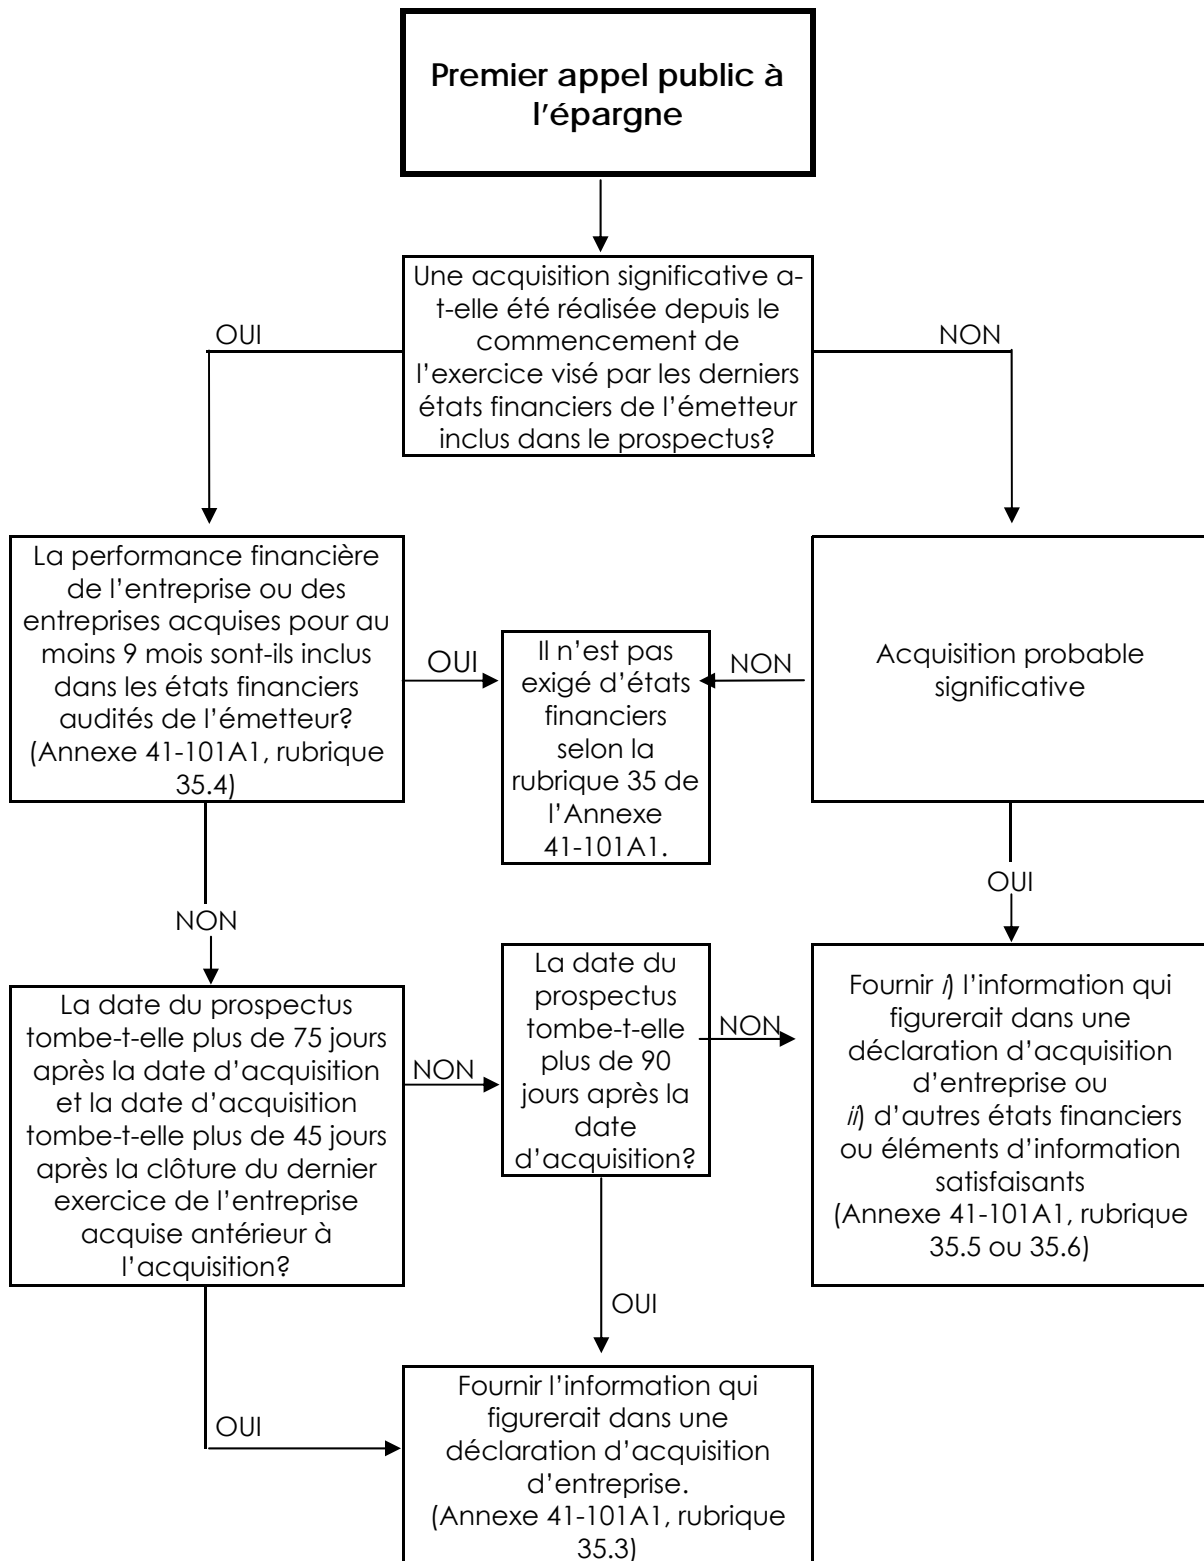 Premier appel public à
l'épargne
Une acquisition significative a-
t-elle été réalisée depuis le
commencement de
l'exercice visé par les derniers
états financiers de l'émetteur
inclus dans le prospectus?
OUI
NON
La performance financière
de l'entreprise ou des
entreprises acquises pour au
moins 9 mois sont-ils inclus
dans les états financiers
audités de l'émetteur?
(Annexe 41-101A1, rubrique
35.4)
OUI
Il n'est pas
exigé d'états
financiers
selon la
rubrique 35 de
l'Annexe
41-101A1.
NON
Acquisition probable
significative
NON
OUI
La date du prospectus
tombe-t-elle plus de 75 jours
après la date d'acquisition
et la date d'acquisition
tombe-t-elle plus de 45 jours
après la clôture du dernier
exercice de l'entreprise
acquise antérieur à
l'acquisition?
NON
La date du
prospectus
tombe-t-elle
plus de 90
jours après la
date
d'acquisition?
NON
Fournir i) l'information qui
figurerait dans une
déclaration d'acquisition
d'entreprise ou
ii) d'autres états financiers
ou éléments d'information
satisfaisants
(Annexe 41-101A1, rubrique
35.5 ou 35.6)
OUI
OUI
Fournir l'information qui
figurerait dans une
déclaration d'acquisition
d'entreprise.
(Annexe 41-101A1, rubrique
35.3)